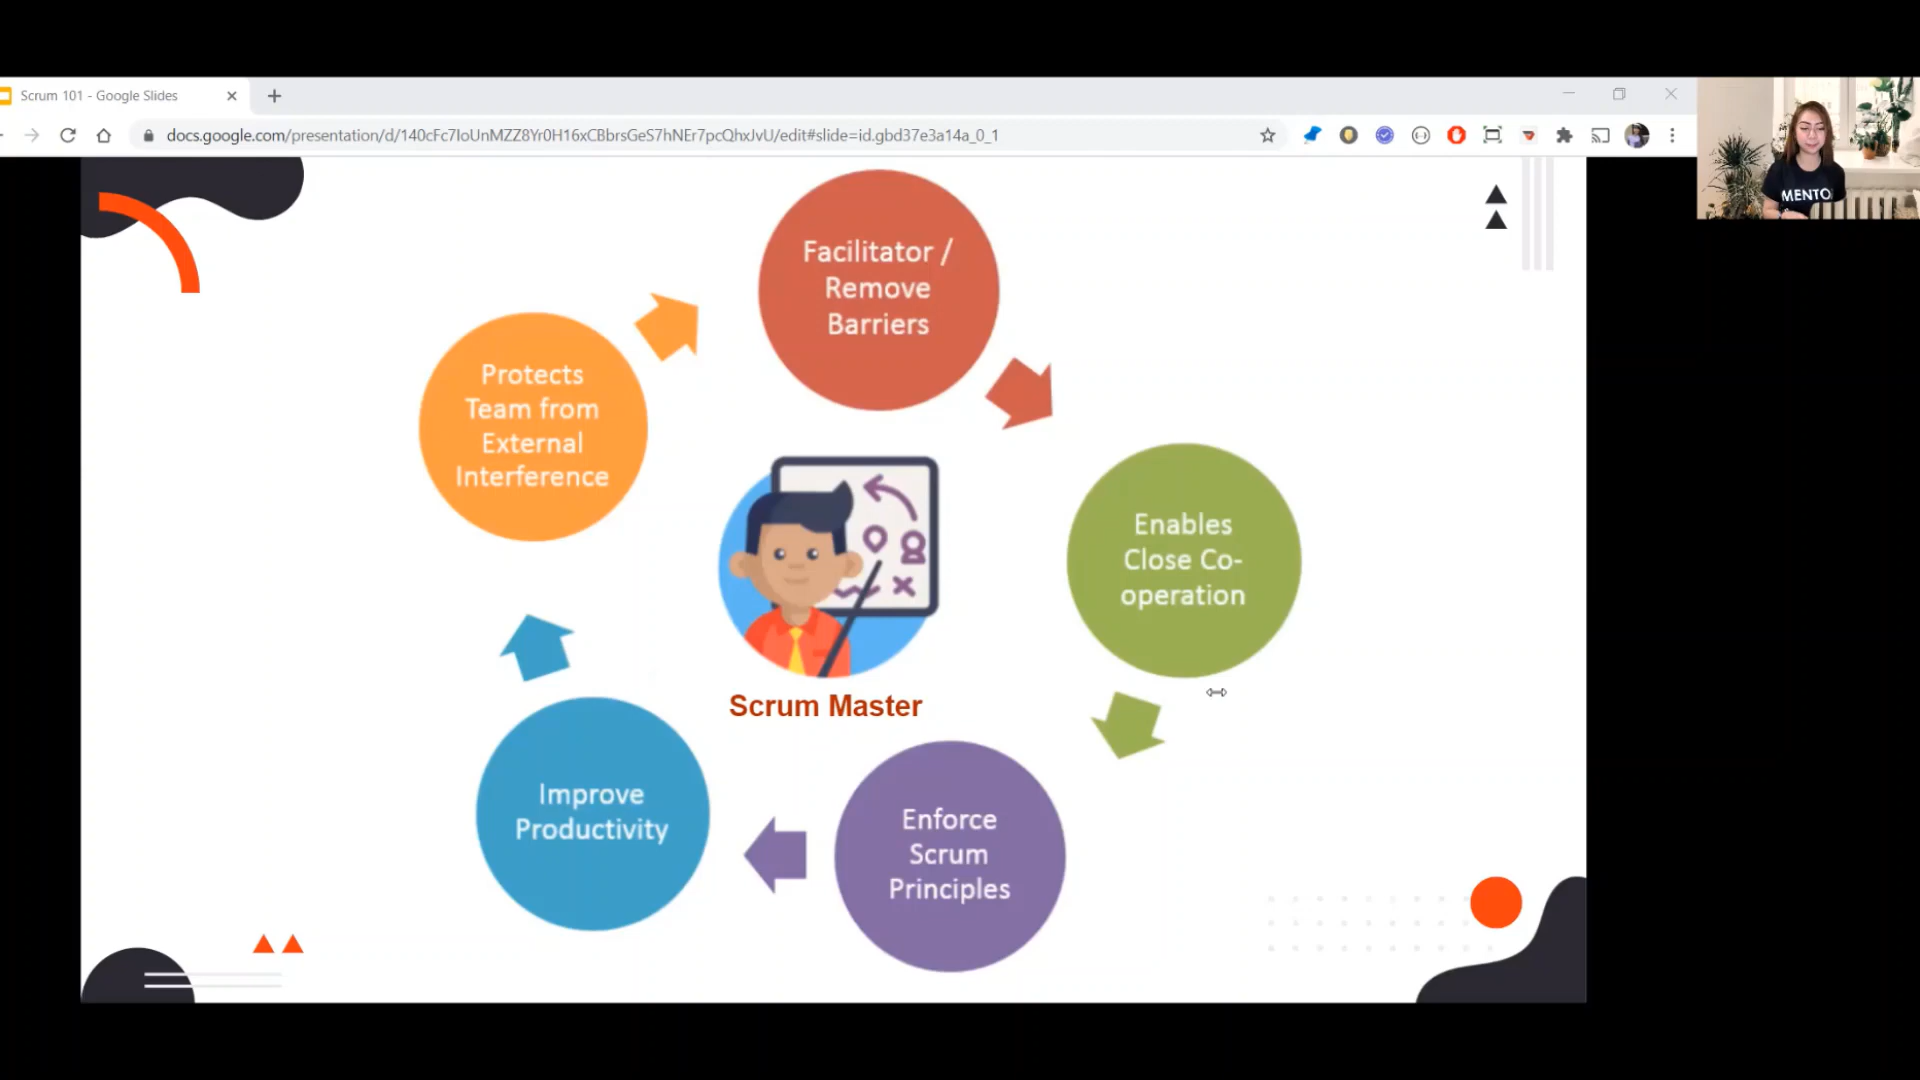 Scrum 101 - Google Slides
docs.google.com/presentation/d/140cFc7IoUnMZZ8Yr0H16xCBbrsGeS7hNEr7pcQhxJvU/edit#slide=id.gbd37e3a14a_0_1
MENTO
Facilitator /
Remove
Barriers
Protects
Team from
External
Interference
Enables
Close Co-
operation
Scrum Master
Improve
Productivity
Enforce
Scrum
Principles